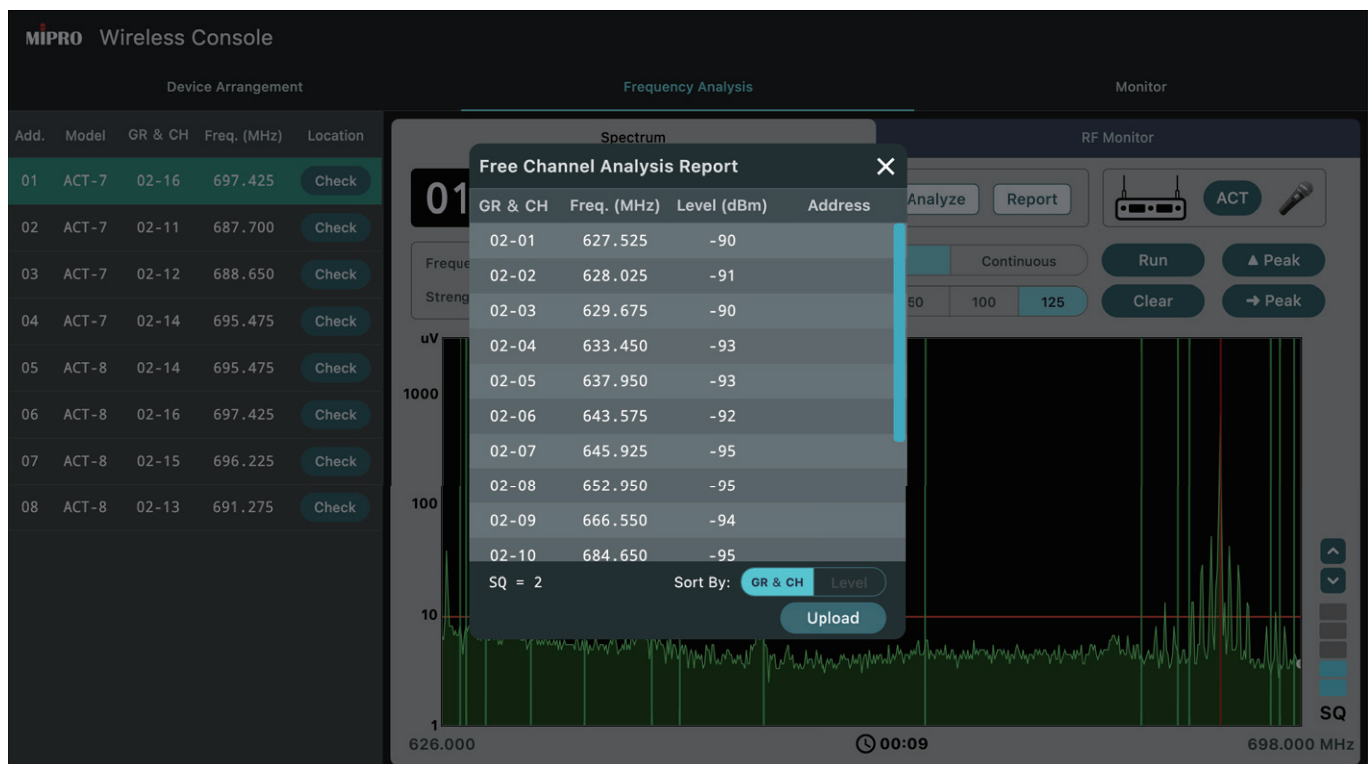 MIPRO Wireless Console
Device Arrangement Frequency Analysis Monitor
Add. Model GR & CH Freq. (MHz) Location
01 ACT-7 02-16 697.425 Check
02 ACT-7 02-11 687.700 Check
03 ACT-7 02-12 688.650 Check
04 ACT-7 02-14 695.475 Check
05 ACT-8 02-14 695.475 Check
06 ACT-8 02-16 697.425 Check
07 ACT-8 02-15 696.225 Check
08 ACT-8 02-13 691.275 Check
Spectrum RF Monitor
01 Analyze Report ACT
Continuous Run ▲ Peak
50 100 125 Clear ➔ Peak
Free Channel Analysis Report
GR & CH Freq. (MHz) Level (dBm) Address
02-01 627.525 -90
02-02 628.025 -91
02-03 629.675 -90
02-04 633.450 -93
02-05 637.950 -93
02-06 643.575 -92
02-07 645.925 -95
02-08 652.950 -95
02-09 666.550 -94
02-10 684.650 -95
SQ = 2 Sort By: GR & CH Level
Upload
uV
1000
100
10
1
SQ
626.000 00:09 698.000 MHz